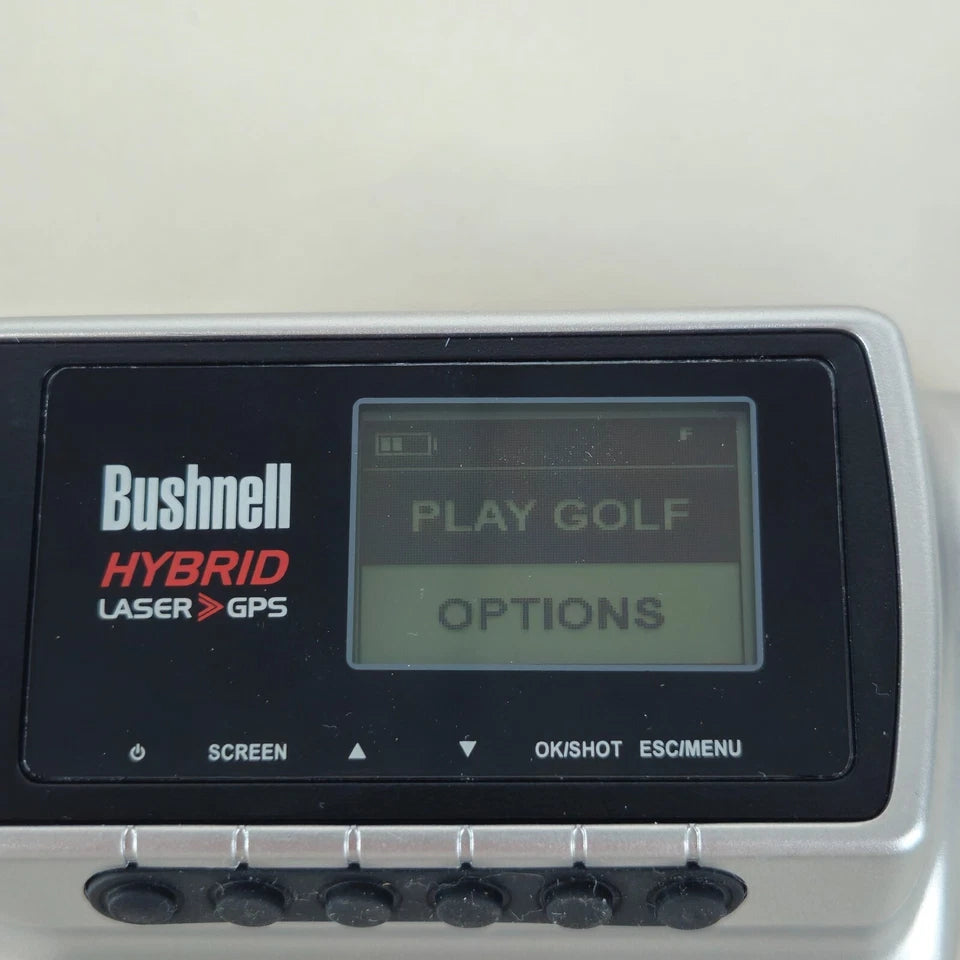 Bushnell
HYBRID
LASER GPS
F
PLAY GOLF
OPTIONS
SCREEN ▲ ▼ OK/SHOT ESC/MENU